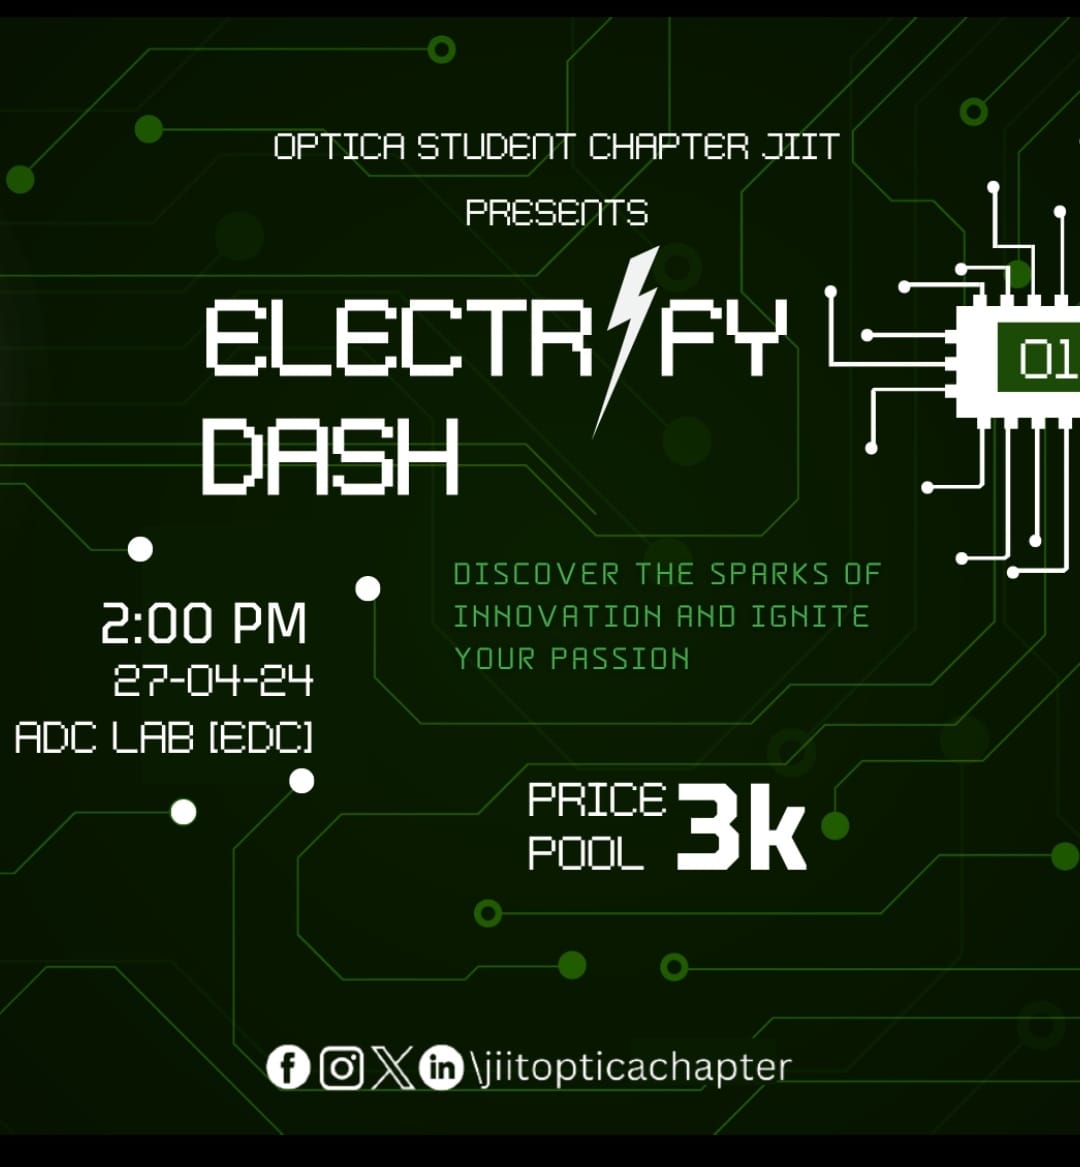 OPTICA STUDENT CHAPTER JIIT
PRESENTS
ELECTRFY
DASH
01
2:00 PM
27-04-24
ADC LAB [EDC]
DISCOVER THE SPARKS OF
INNOVATION AND IGNITE
YOUR PASSION
PRICE
POOL
3k
\jiitopticachapter